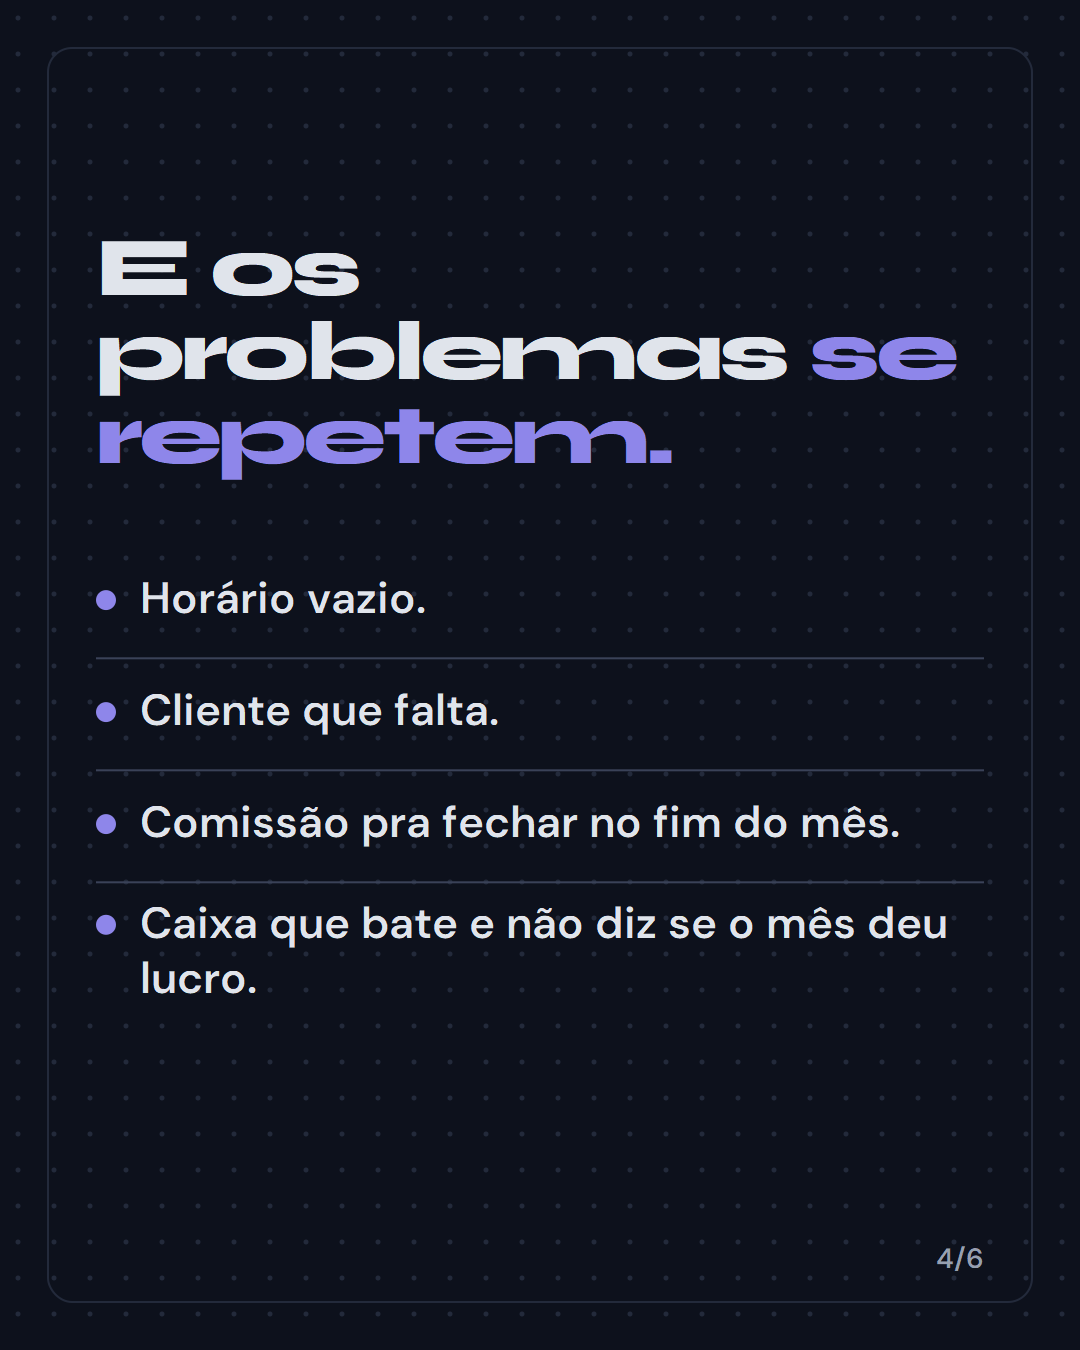 E os
problemas se
repetem.
Horário vazio.
Cliente que falta.
Comissão pra fechar no fim do mês.
Caixa que bate e não diz se o mês deu
lucro.
4/6